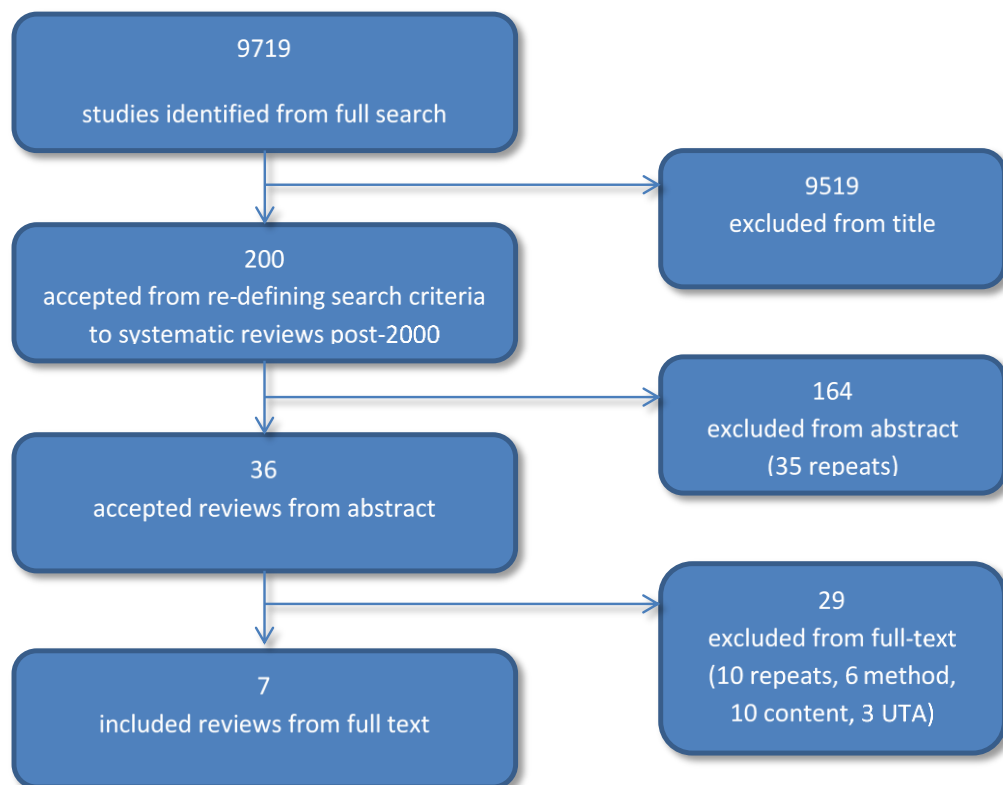 9719
studies identified from full search
9519
excluded from title
200
accepted from re-defining search criteria
to systematic reviews post-2000
164
excluded from abstract
(35 repeats)
36
accepted reviews from abstract
29
excluded from full-text
(10 repeats, 6 method,
10 content, 3 UTA)
7
included reviews from full text